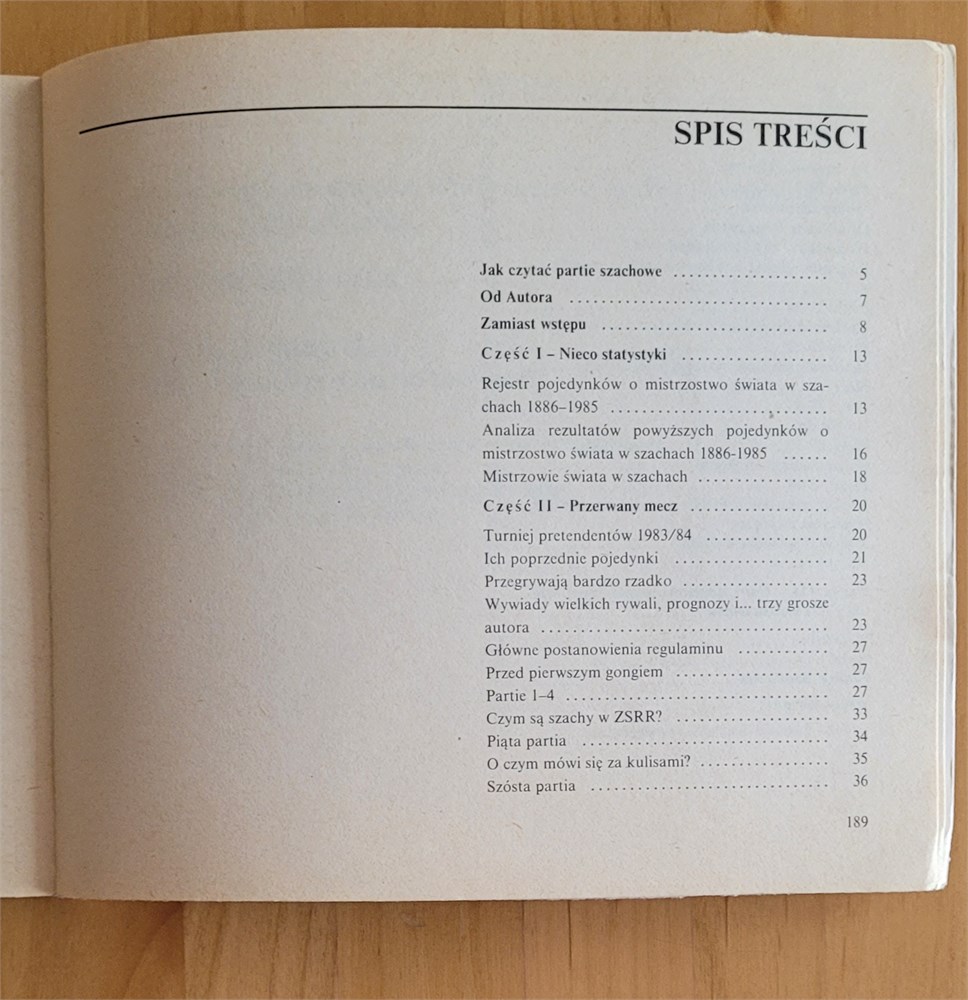 SPIS TREŚCI
Jak czytać partie szachowe .................... 5
Od Autora ................................. 7
Zamiast wstępu ............................. 8
Część I – Nieco statystyki ................... 13
Rejestr pojedynków o mistrzostwo świata w sza-
chach 1886–1985 ............................ 13
Analiza rezultatów powyższych pojedynków o
mistrzostwo świata w szachach 1886-1985 ...... 16
Mistrzowie świata w szachach ................. 18
Część II – Przerwany mecz .................. 20
Turniej pretendentów 1983/84 ................ 20
Ich poprzednie pojedynki .................... 21
Przegrywają bardzo rzadko ................... 23
Wywiady wielkich rywali, prognozy i... trzy grosze
autora ..................................... 23
Główne postanowienia regulaminu ............ 27
Przed pierwszym gongiem .................... 27
Partie 1–4 .................................. 27
Czym są szachy w ZSRR? .................... 33
Piąta partia ................................ 34
O czym mówi się za kulisami? ................. 35
Szósta partia ............................... 36
189